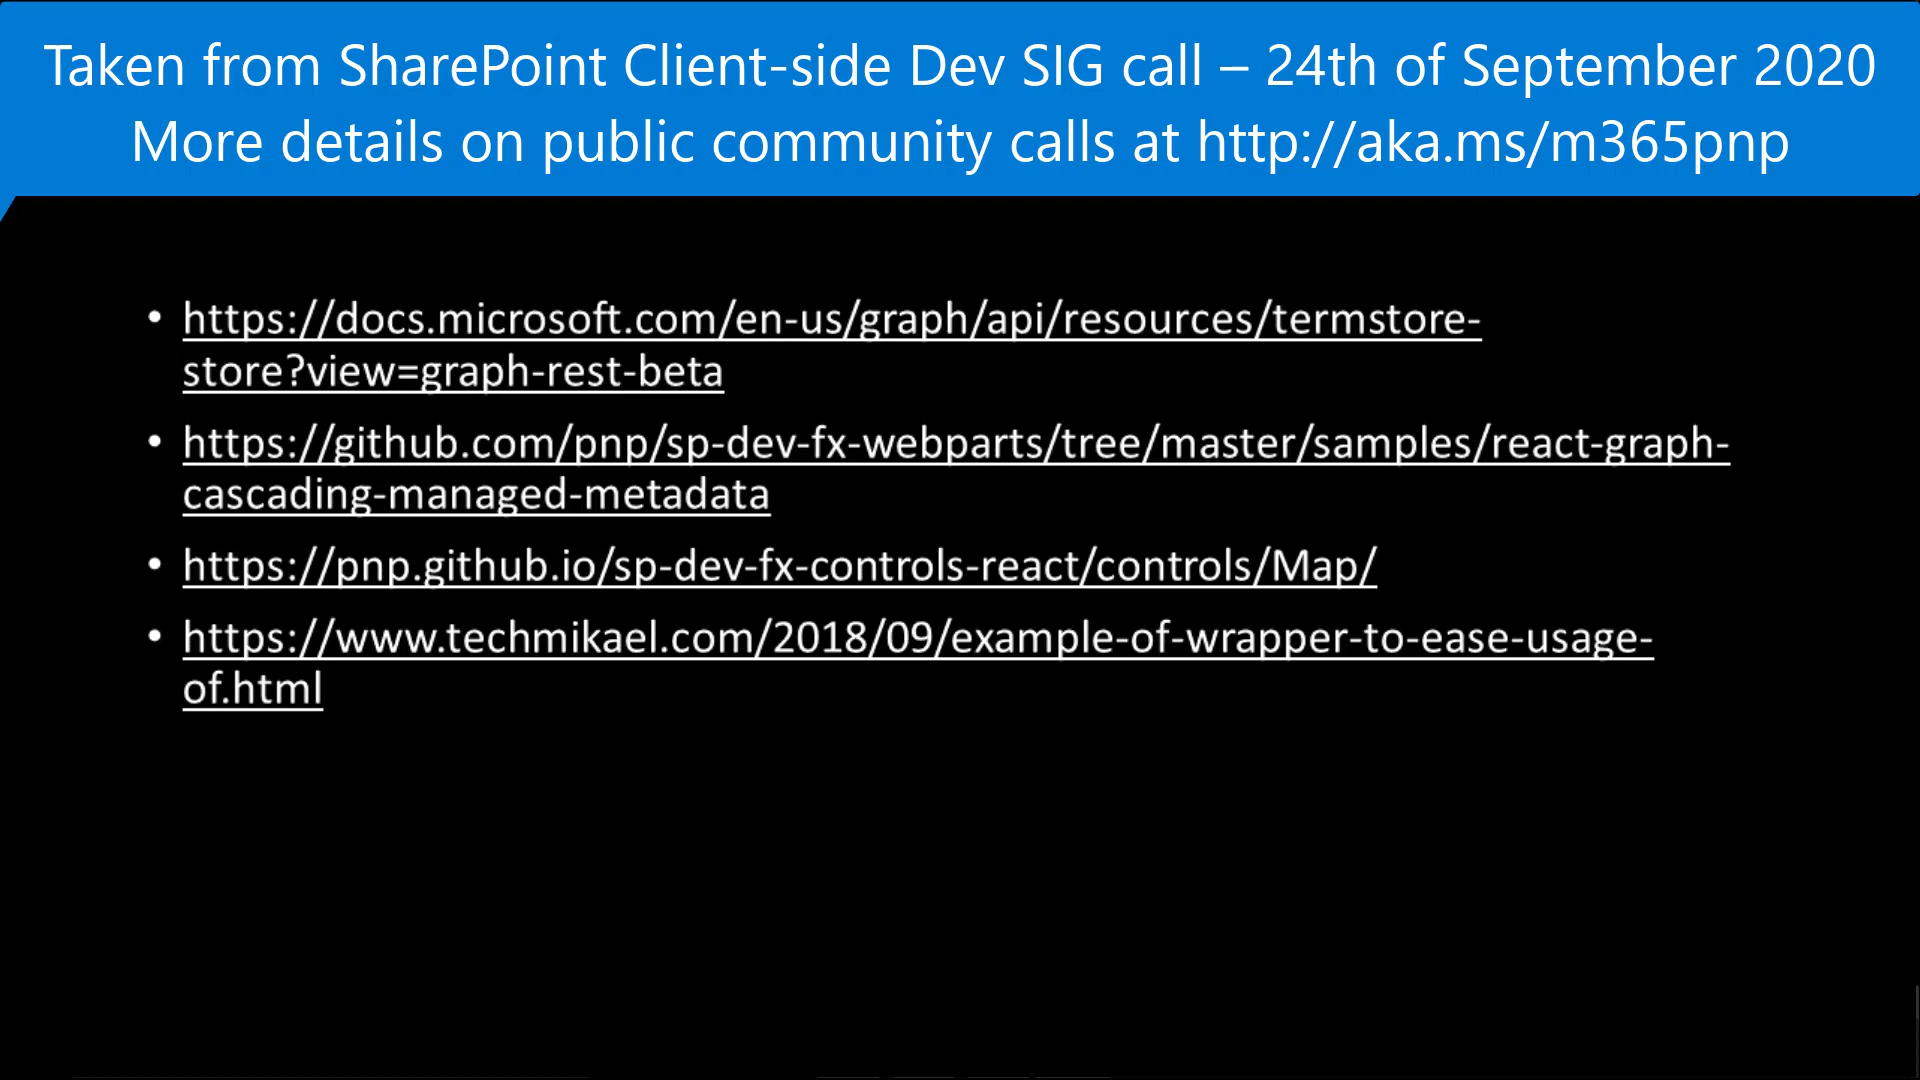 Taken from SharePoint Client-side Dev SIG call – 24th of September 2020
More details on public community calls at http://aka.ms/m365pnp
• https://docs.microsoft.com/en-us/graph/api/resources/termstore-
store?view=graph-rest-beta
• https://github.com/pnp/sp-dev-fx-webparts/tree/master/samples/react-graph-
cascading-managed-metadata
• https://pnp.github.io/sp-dev-fx-controls-react/controls/Map/
• https://www.techmikael.com/2018/09/example-of-wrapper-to-ease-usage-
of.html